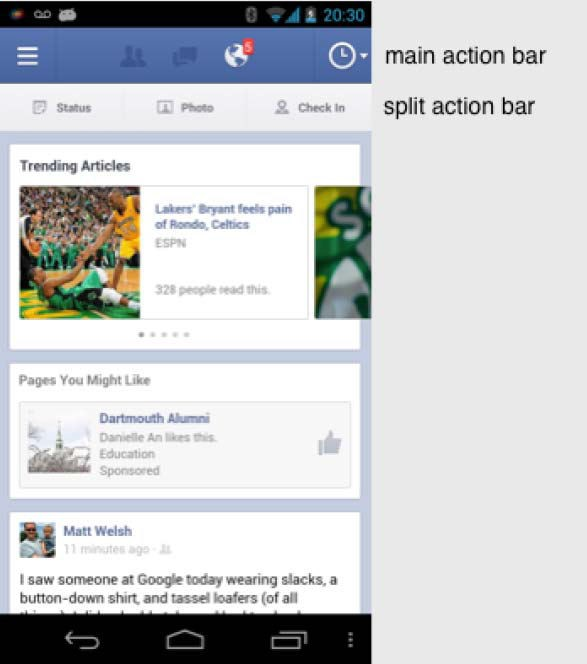 20:30
5
main action bar
Status
Photo
Check In
split action bar
Trending Articles
Lakers' Bryant feels pain
of Rondo, Celtics
ESPN
328 people read this.
Pages You Might Like
Dartmouth Alumni
Danielle An likes this.
Education
Sponsored
Matt Welsh
11 minutes ago ·
I saw someone at Google today wearing slacks, a
button-down shirt, and tassel loafers (of all